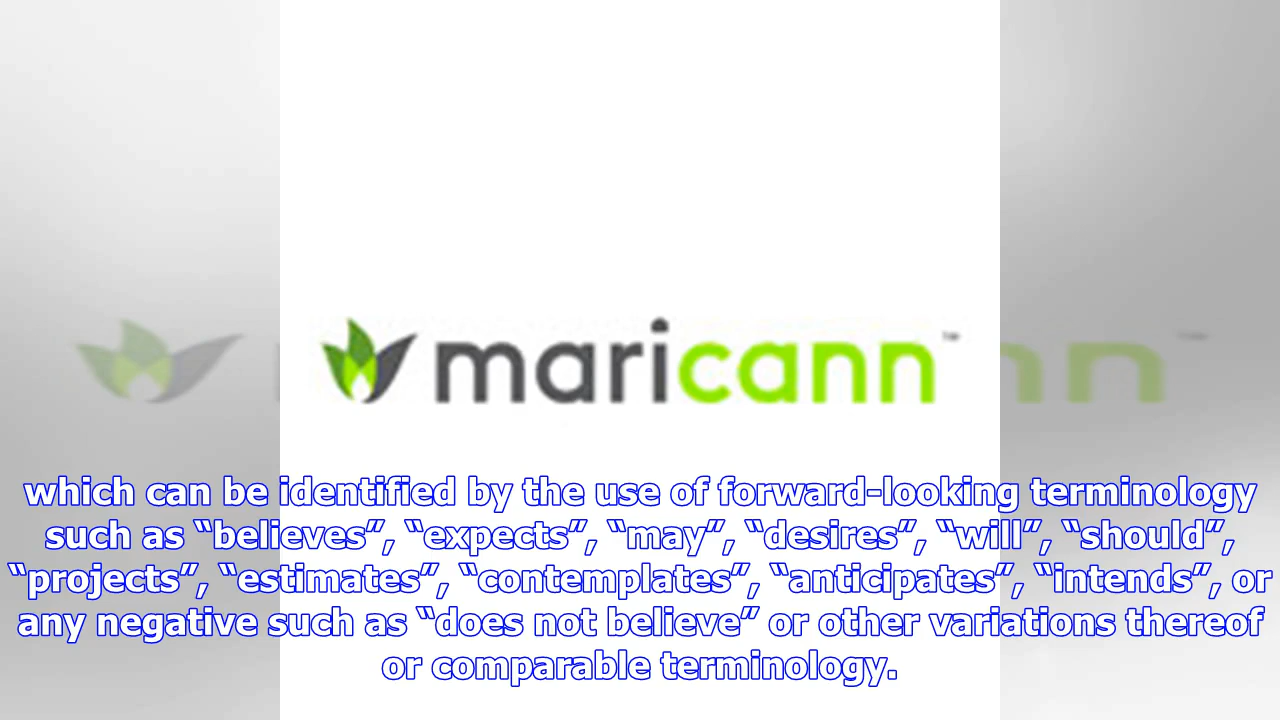 maricann™
which can be identified by the use of forward-looking terminology
such as “believes”, “expects”, “may”, “desires”, “will”, “should”,
“projects”, “estimates”, “contemplates”, “anticipates”, “intends”, or
any negative such as “does not believe” or other variations thereof
or comparable terminology.